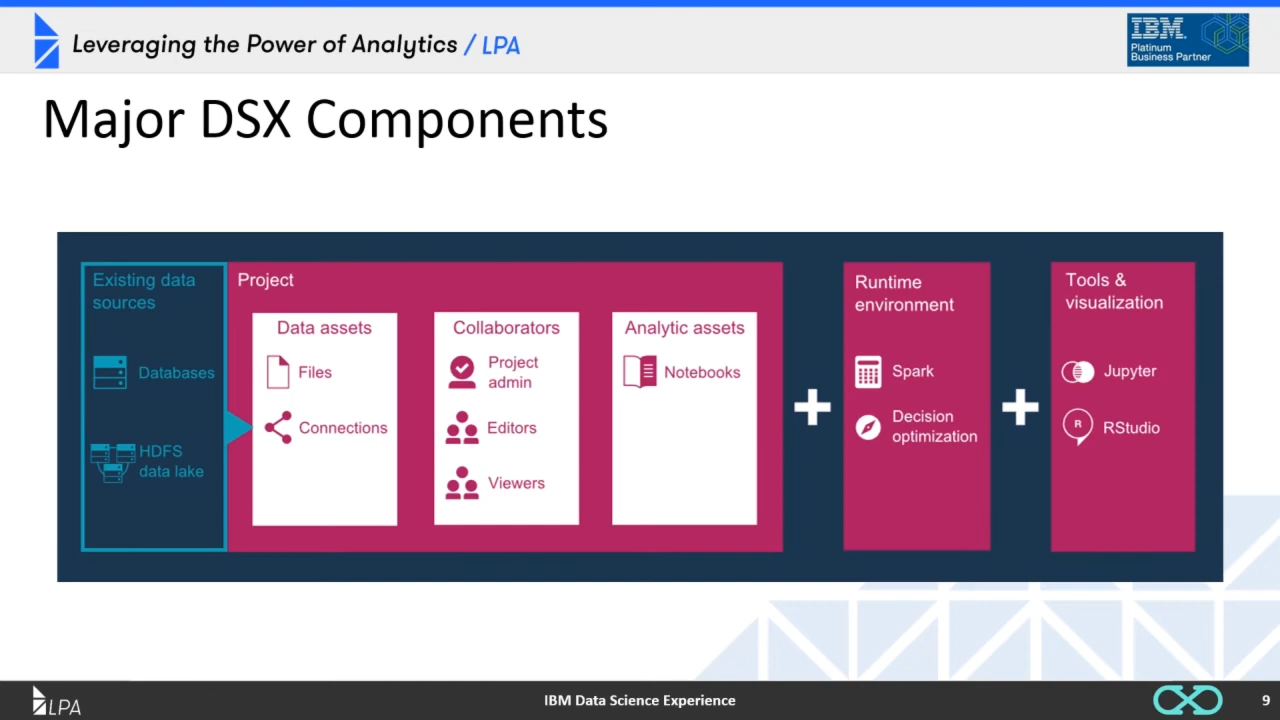 Leveraging the Power of Analytics / LPA
IBM
Platinum
Business Partner
Major DSX Components
Existing data
sources
Databases
HDFS
data lake
Project
Data assets
Files
Connections
Collaborators
Project
admin
Editors
Viewers
Analytic assets
Notebooks
Runtime
environment
Spark
Decision
optimization
Tools &
visualization
Jupyter
R
RStudio
LPA
IBM Data Science Experience
9